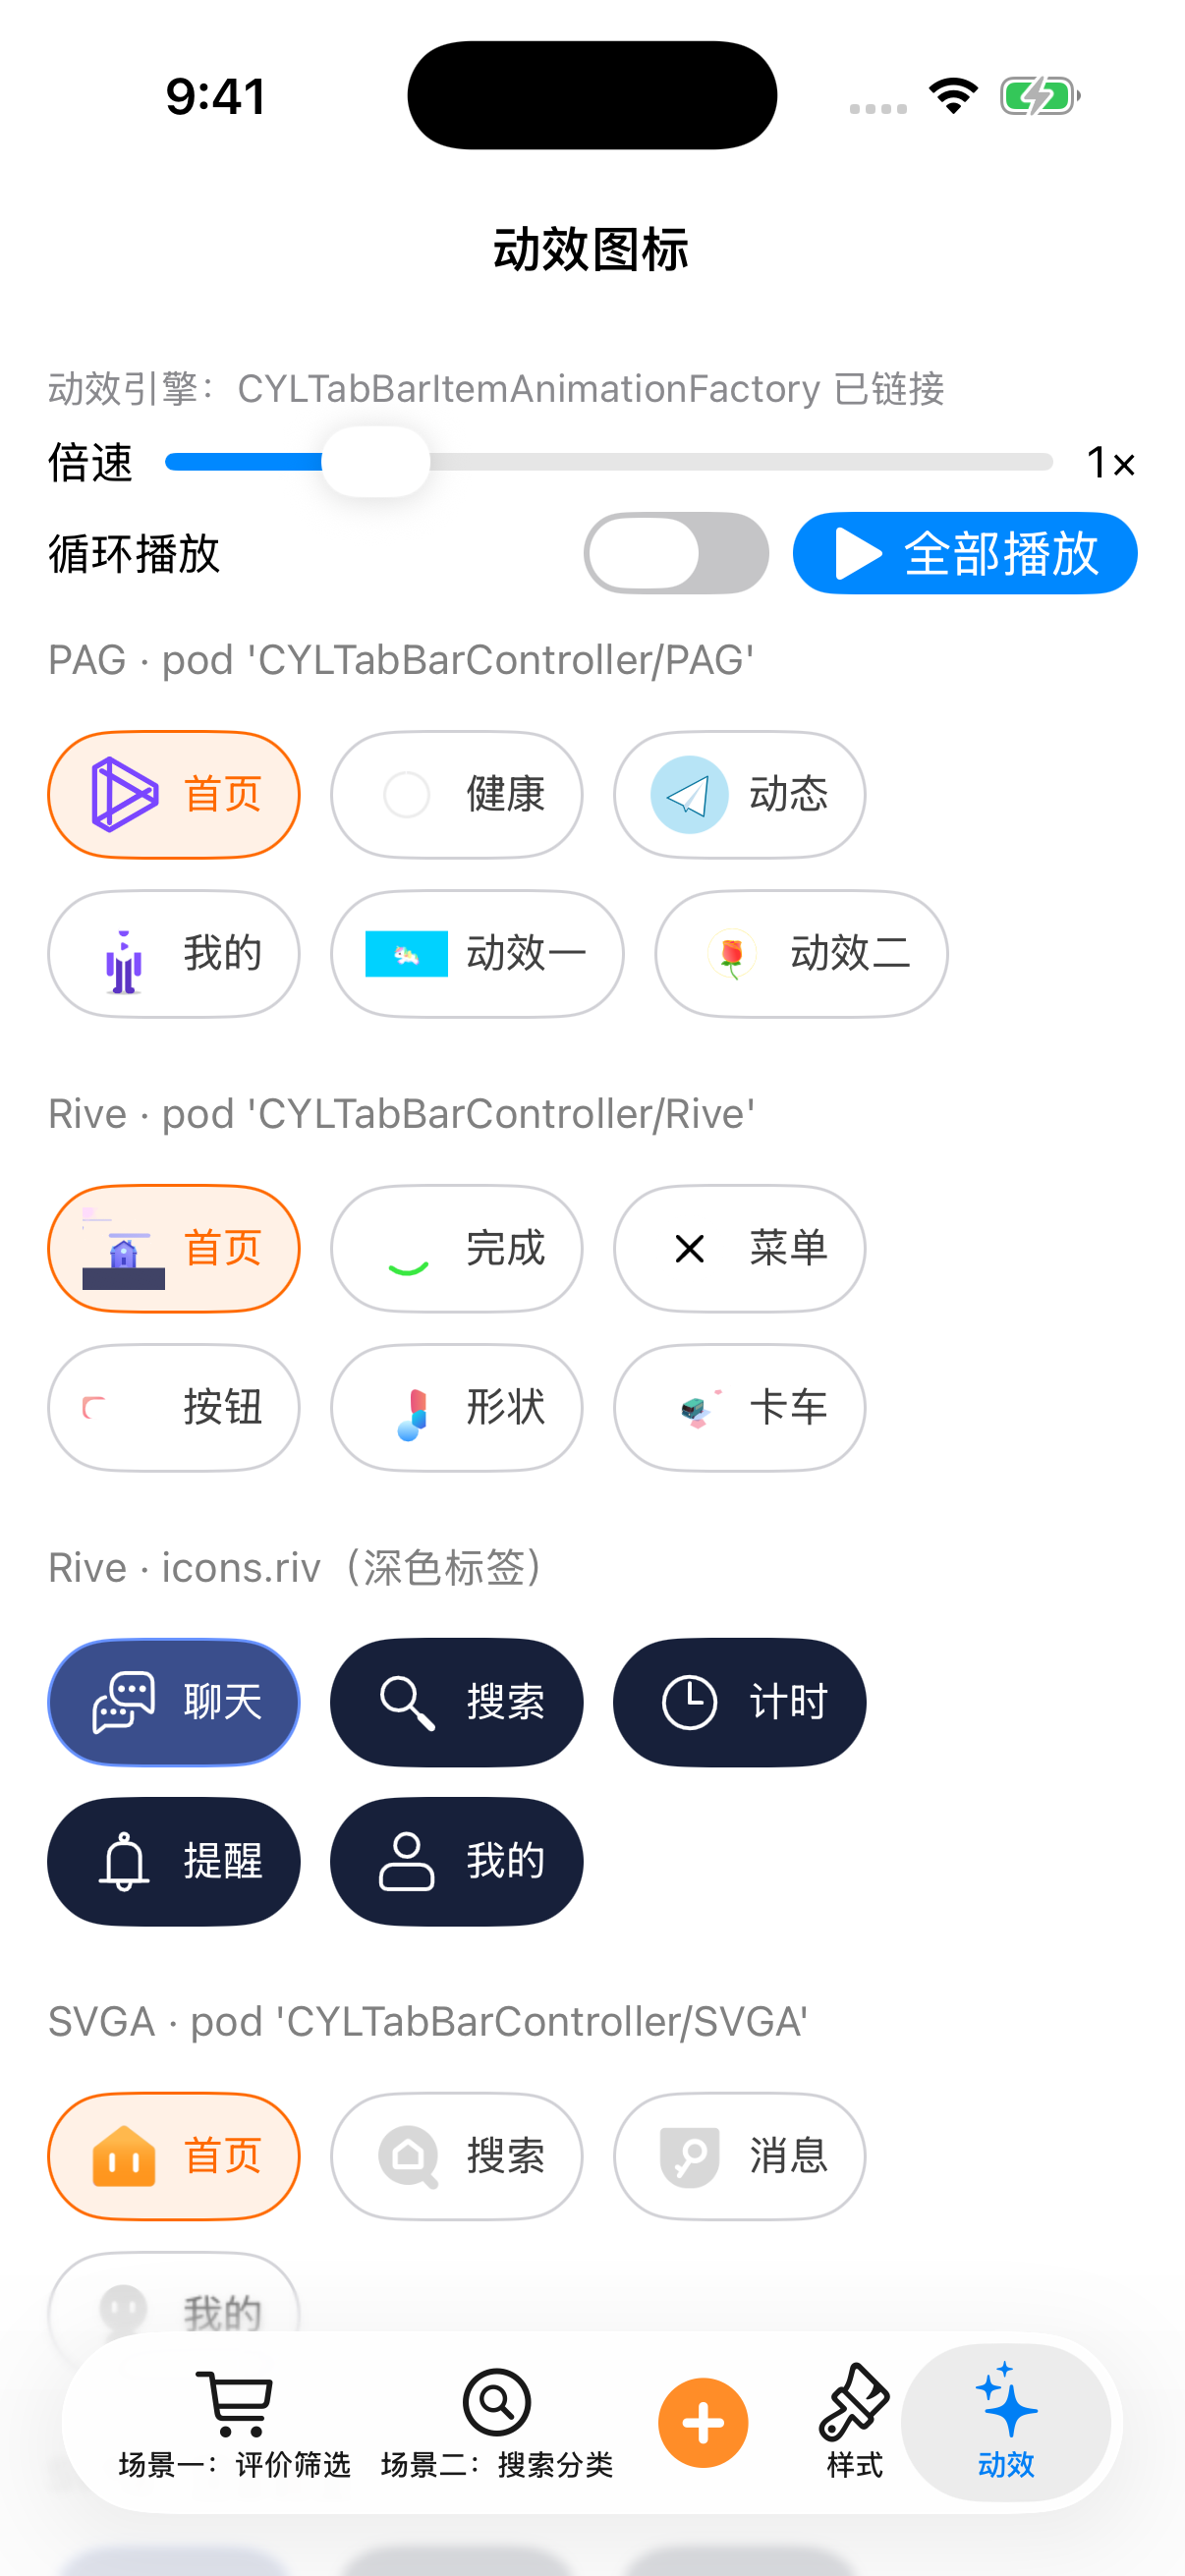 9:41
动效图标
动效引擎：CYLTabBarItemAnimationFactory 已链接
倍速 1×
循环播放 全部播放
PAG · pod 'CYLTabBarController/PAG'
首页 健康 动态
我的 动效一 动效二
Rive · pod 'CYLTabBarController/Rive'
首页 完成 菜单
按钮 形状 卡车
Rive · icons.riv（深色标签）
聊天 搜索 计时
提醒 我的
SVGA · pod 'CYLTabBarController/SVGA'
首页 搜索 消息
我的
场景一：评价筛选 场景二：搜索分类 样式 动效